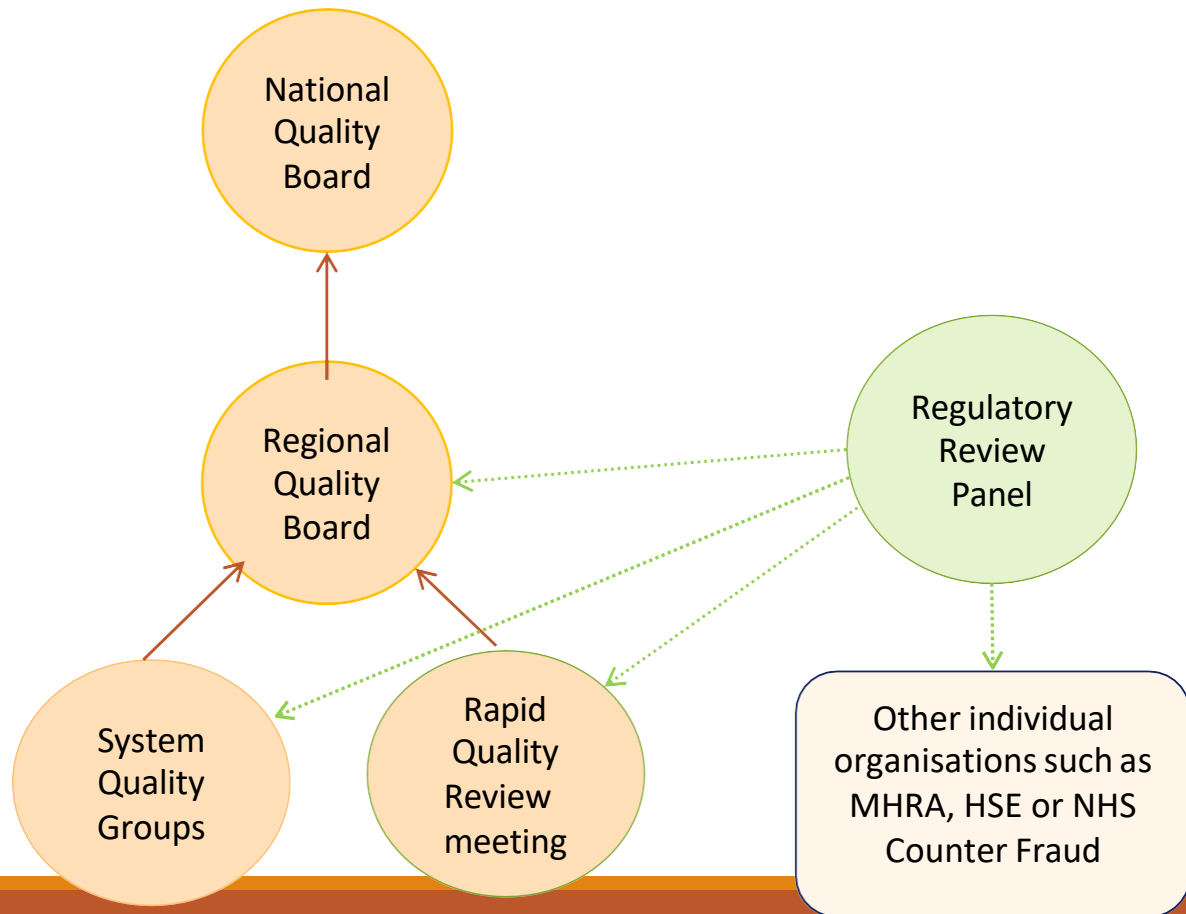 National
Quality
Board
Regional
Quality
Board
Regulatory
Review
Panel
System
Quality
Groups
Rapid
Quality
Review
meeting
Other individual
organisations such as
MHRA, HSE or NHS
Counter Fraud